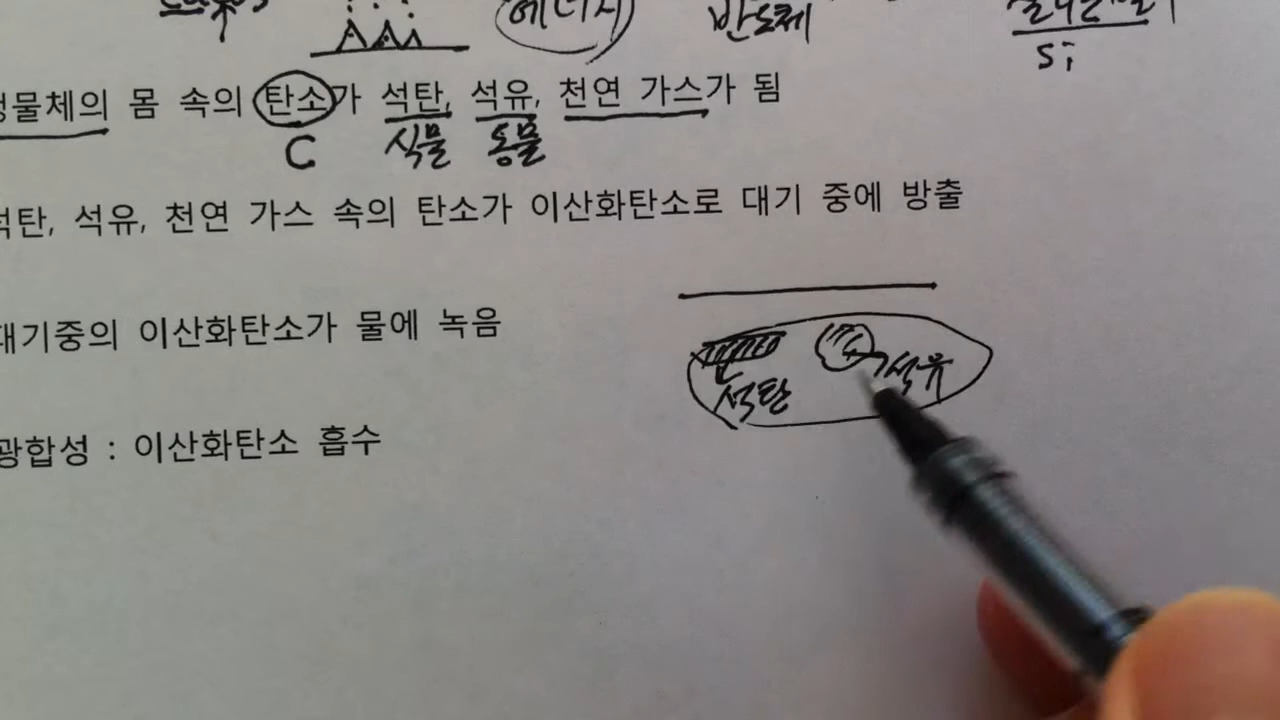 에너지 반도체
Si
생물체의 몸 속의 탄소가 석탄, 석유, 천연 가스가 됨
C 식물 동물
석탄, 석유, 천연 가스 속의 탄소가 이산화탄소로 대기 중에 방출
대기중의 이산화탄소가 물에 녹음
석탄 석유
광합성 : 이산화탄소 흡수